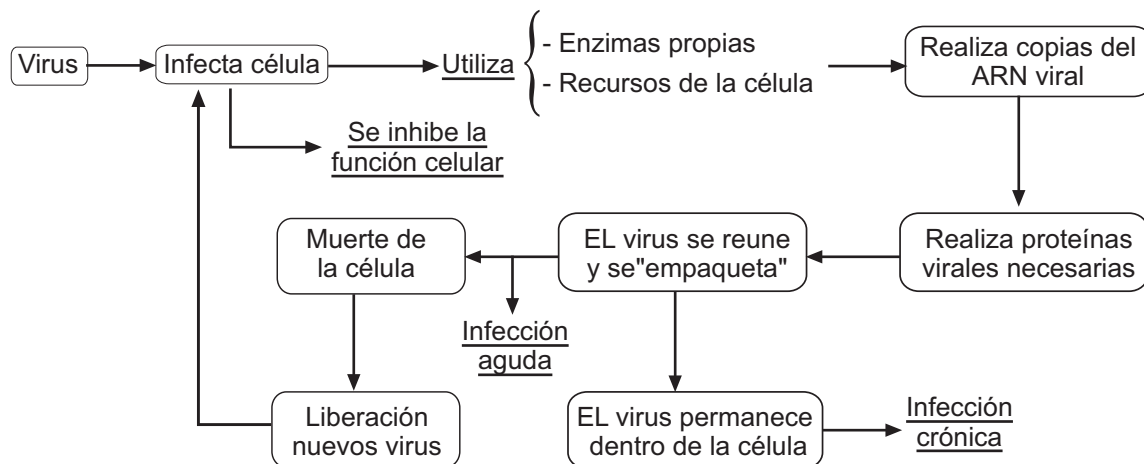 Virus
Infecta célula
Utiliza
- Enzimas propias
- Recursos de la célula
Realiza copias del
ARN viral
Se inhibe la
función celular
Muerte de
la célula
EL virus se reune
y se"empaqueta"
Realiza proteínas
virales necesarias
Infección
aguda
Liberación
nuevos virus
EL virus permanece
dentro de la célula
Infección
crónica